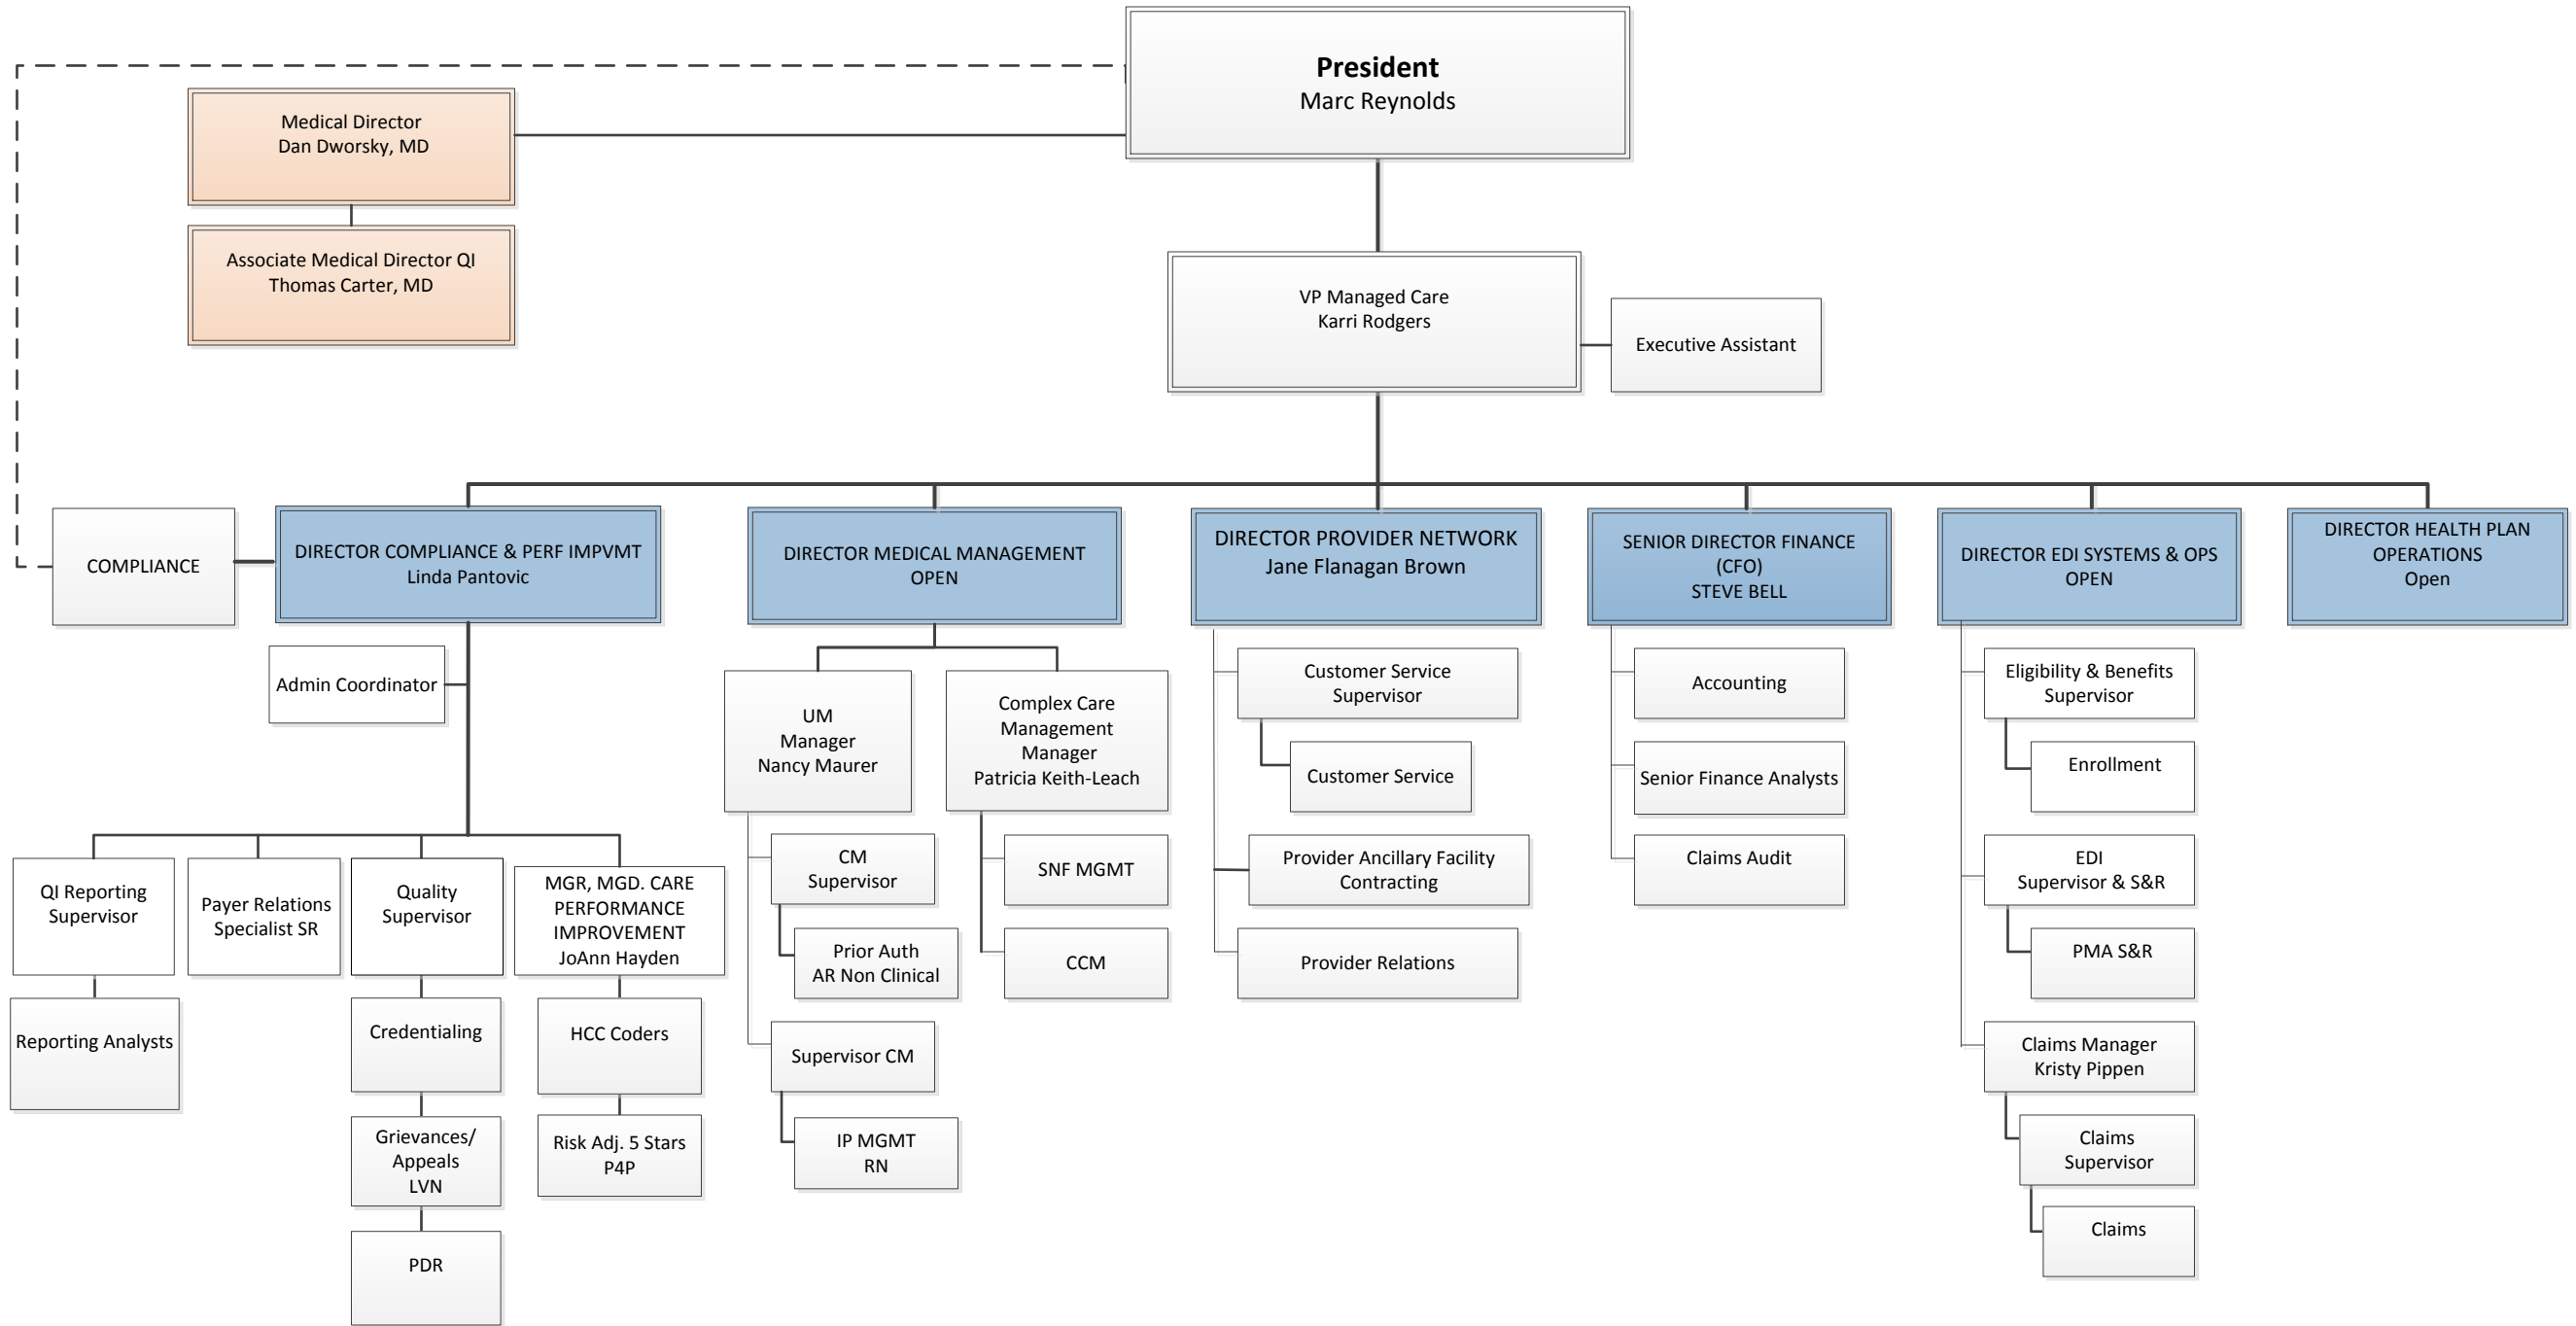 President
Marc Reynolds
Medical Director
Dan Dworsky, MD
Associate Medical Director QI
Thomas Carter, MD
VP Managed Care
Karri Rodgers
Executive Assistant
COMPLIANCE
DIRECTOR COMPLIANCE & PERF IMPVMT
Linda Pantovic
DIRECTOR MEDICAL MANAGEMENT
OPEN
DIRECTOR PROVIDER NETWORK
Jane Flanagan Brown
SENIOR DIRECTOR FINANCE
(CFO)
STEVE BELL
DIRECTOR EDI SYSTEMS & OPS
OPEN
DIRECTOR HEALTH PLAN
OPERATIONS
Open
Admin Coordinator
QI Reporting
Supervisor
Reporting Analysts
Payer Relations
Specialist SR
Quality
Supervisor
Credentialing
Grievances/
Appeals
LVN
PDR
MGR, MGD. CARE
PERFORMANCE
IMPROVEMENT
JoAnn Hayden
HCC Coders
Risk Adj. 5 Stars
P4P
UM
Manager
Nancy Maurer
CM
Supervisor
Prior Auth
AR Non Clinical
Supervisor CM
IP MGMT
RN
Complex Care
Management
Manager
Patricia Keith-Leach
SNF MGMT
CCM
Customer Service
Supervisor
Customer Service
Provider Ancillary Facility
Contracting
Provider Relations
Accounting
Senior Finance Analysts
Claims Audit
Eligibility & Benefits
Supervisor
Enrollment
EDI
Supervisor & S&R
PMA S&R
Claims Manager
Kristy Pippen
Claims
Supervisor
Claims